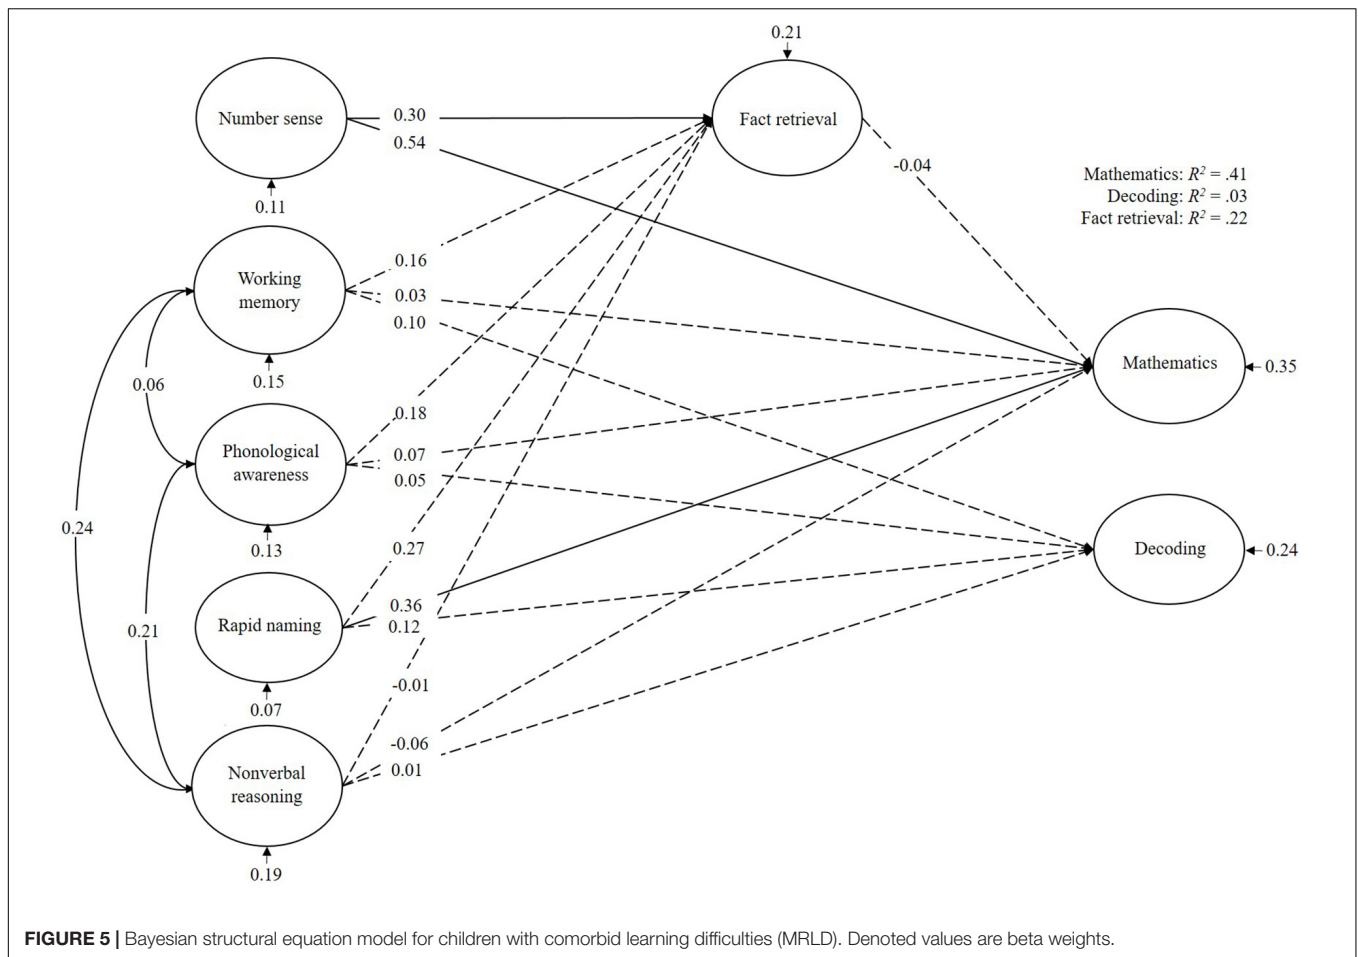 0.21
Number sense
0.30
0.54
Fact retrieval
-0.04
Mathematics: R² = .41
Decoding: R² = .03
Fact retrieval: R² = .22
0.11
Working
memory
0.16
0.03
0.10
0.15
0.06
Mathematics
0.35
0.18
Phonological
awareness
0.07
0.05
0.13
0.24
0.27
Decoding
0.24
Rapid naming
0.36
0.12
0.21
0.07
-0.01
-0.06
0.01
Nonverbal
reasoning
0.19
FIGURE 5 | Bayesian structural equation model for children with comorbid learning difficulties (MRLD). Denoted values are beta weights.